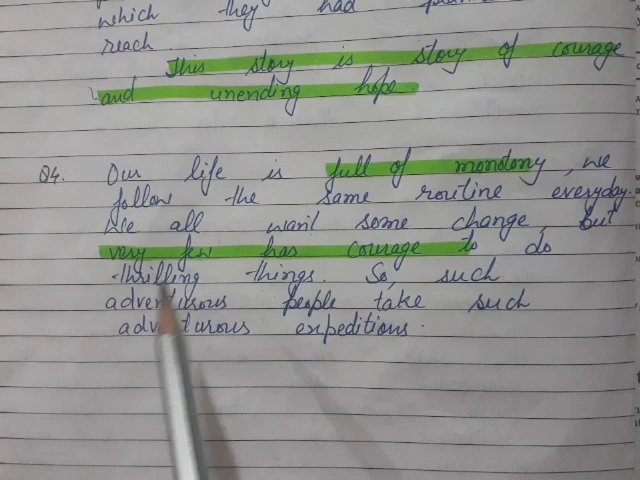 which they had
reach
This story is story of courage
and unending hope.
Q4. Our life is full of monotony, we
follow the same routine everyday.
We all want some change, but
very few has courage to do
thrilling things. So, such
adventurous people take such
adventurous expeditions.